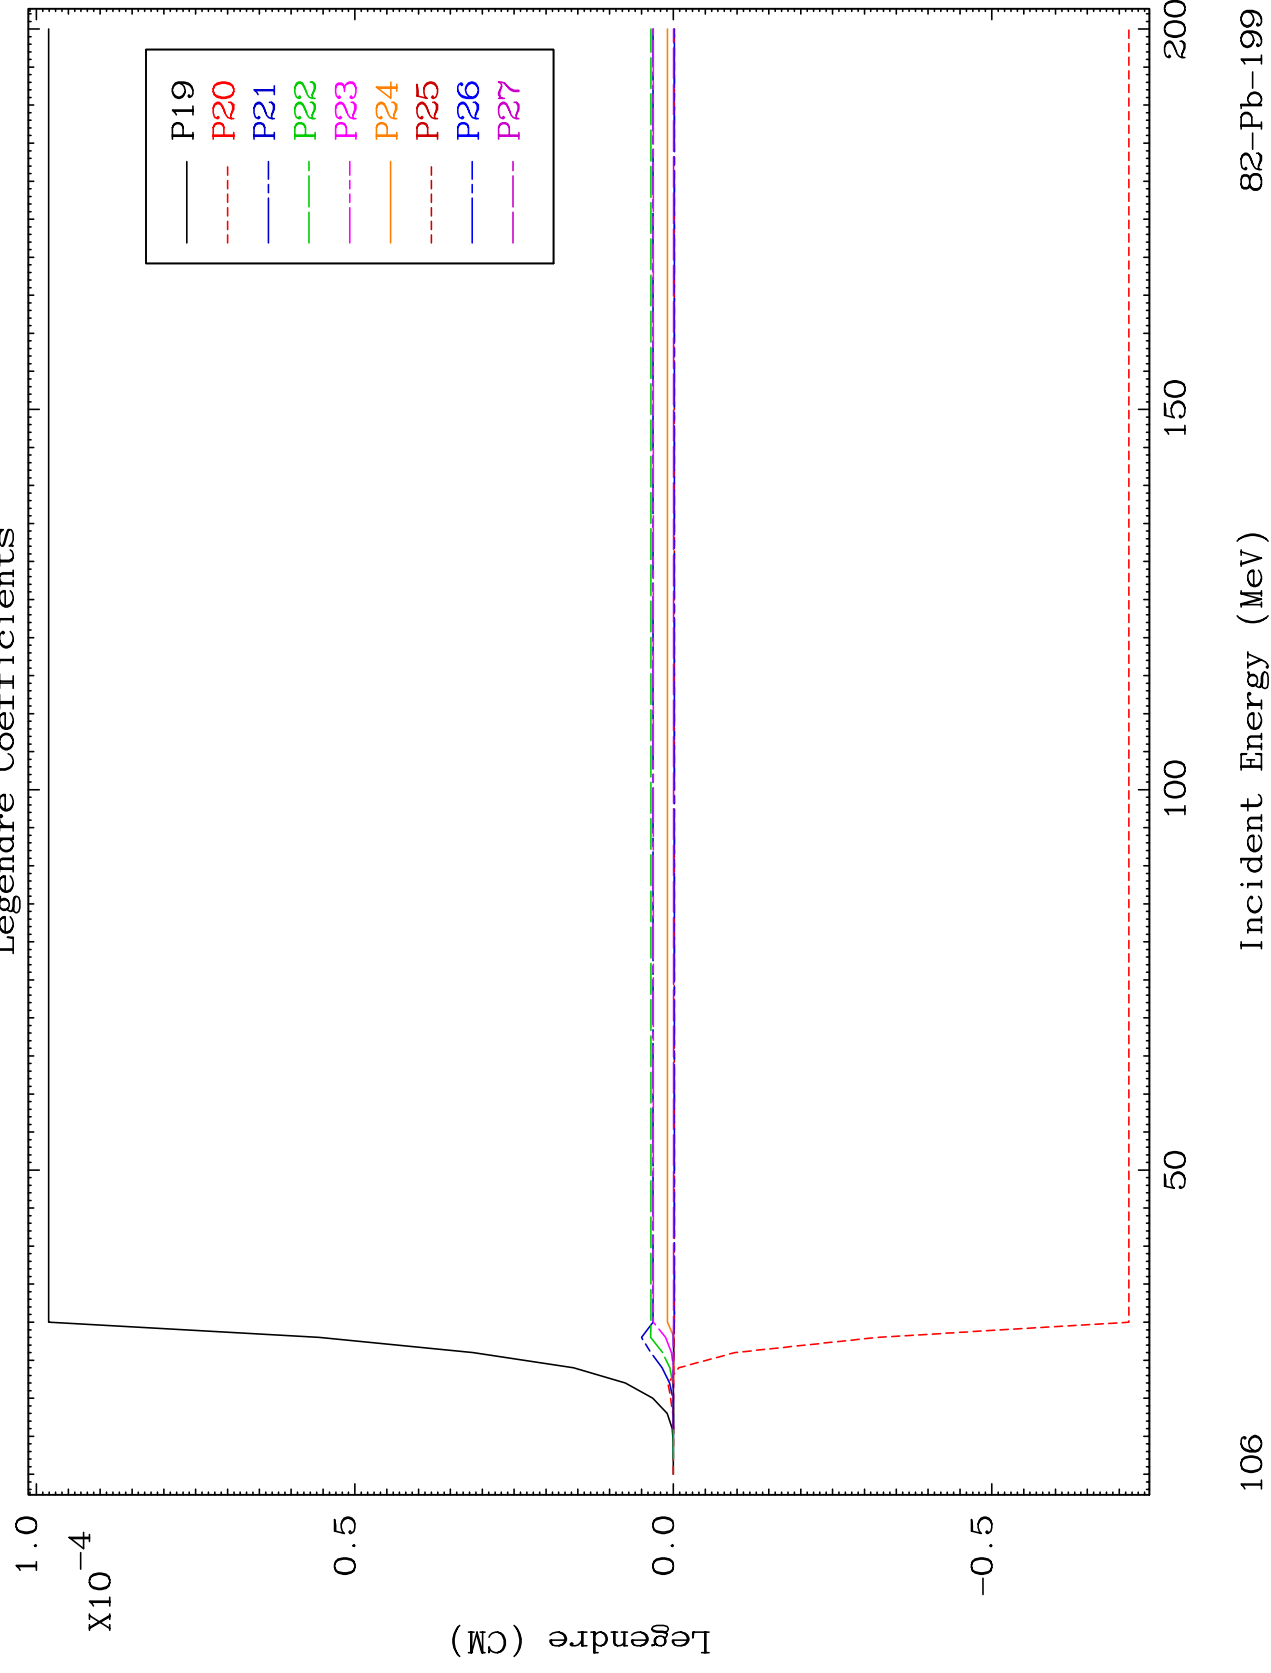 Legendre Coefficients
1.0
X10-4
0.5
0.0
-0.5
Legendre (CM)
P19
P20
P21
P22
P23
P24
P25
P26
P27
50
100
150
200
106
Incident Energy (MeV)
82-Pb-199